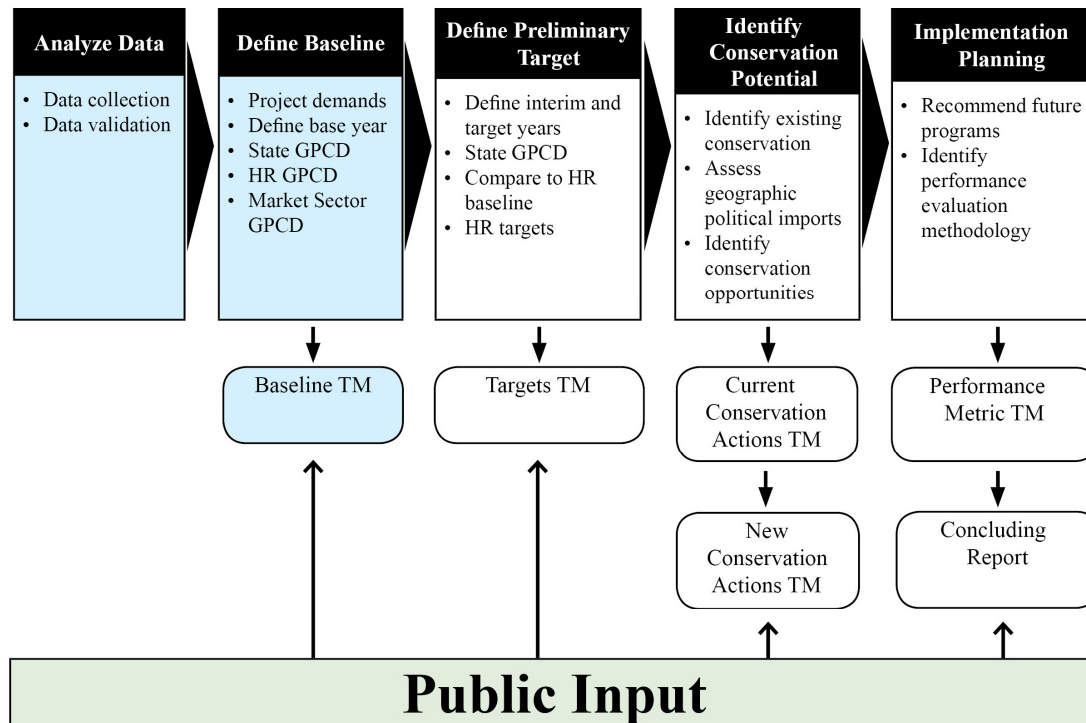 Analyze Data
• Data collection
• Data validation
Define Baseline
• Project demands
• Define base year
• State GPCD
• HR GPCD
• Market Sector
GPCD
Define Preliminary
Target
• Define interim and
target years
• State GPCD
• Compare to HR
baseline
• HR targets
Identify
Conservation
Potential
• Identify existing
conservation
• Assess
geographic
political imports
• Identify
conservation
opportunities
Implementation
Planning
• Recommend future
programs
• Identify
performance
evaluation
methodology
Baseline TM
Targets TM
Current
Conservation
Actions TM
Performance
Metric TM
New
Conservation
Actions TM
Concluding
Report
Public Input